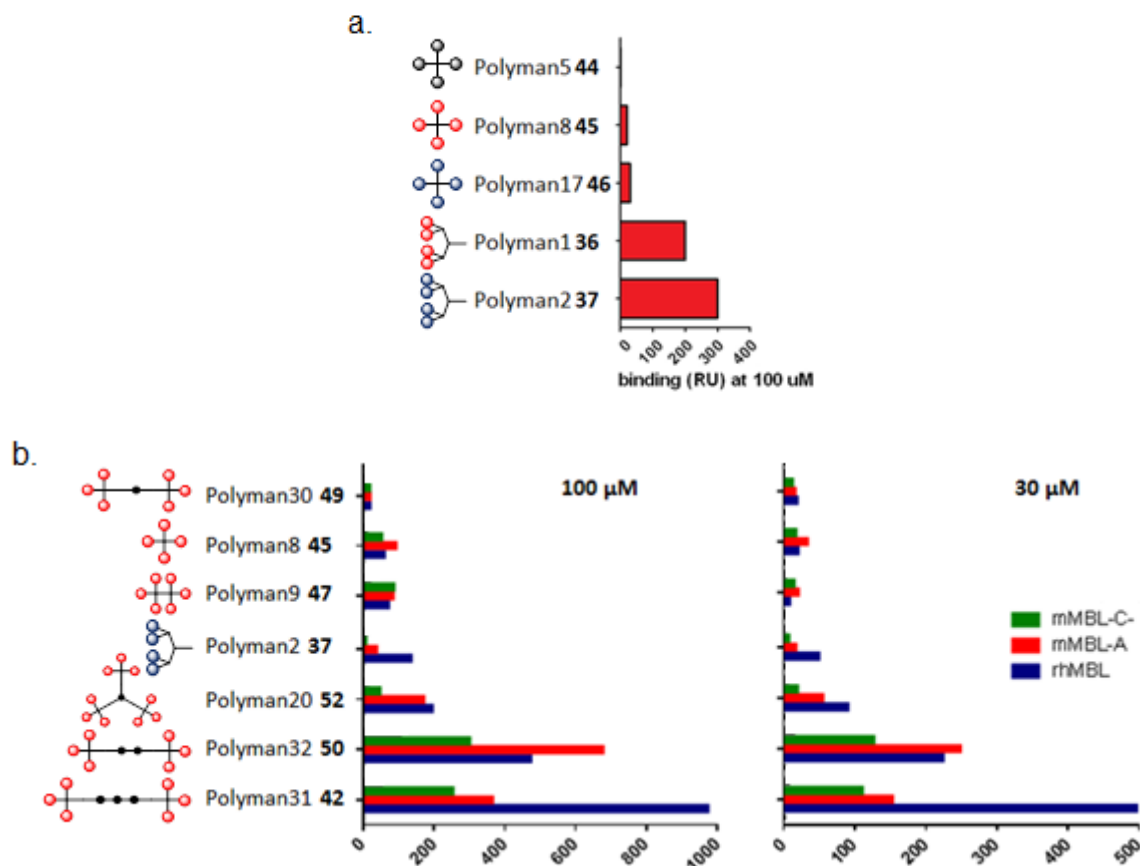 a.
Polyman5 44
Polyman8 45
Polyman17 46
Polyman1 36
Polyman2 37
0 100 200 300 400
binding (RU) at 100 uM
b.
100 µM
30 µM
Polyman30 49
Polyman8 45
Polyman9 47
Polyman2 37
Polyman20 52
Polyman32 50
Polyman31 42
mMBL-C-
mMBL-A
rhMBL
0 200 400 600 800 1000
0 100 200 300 400 500